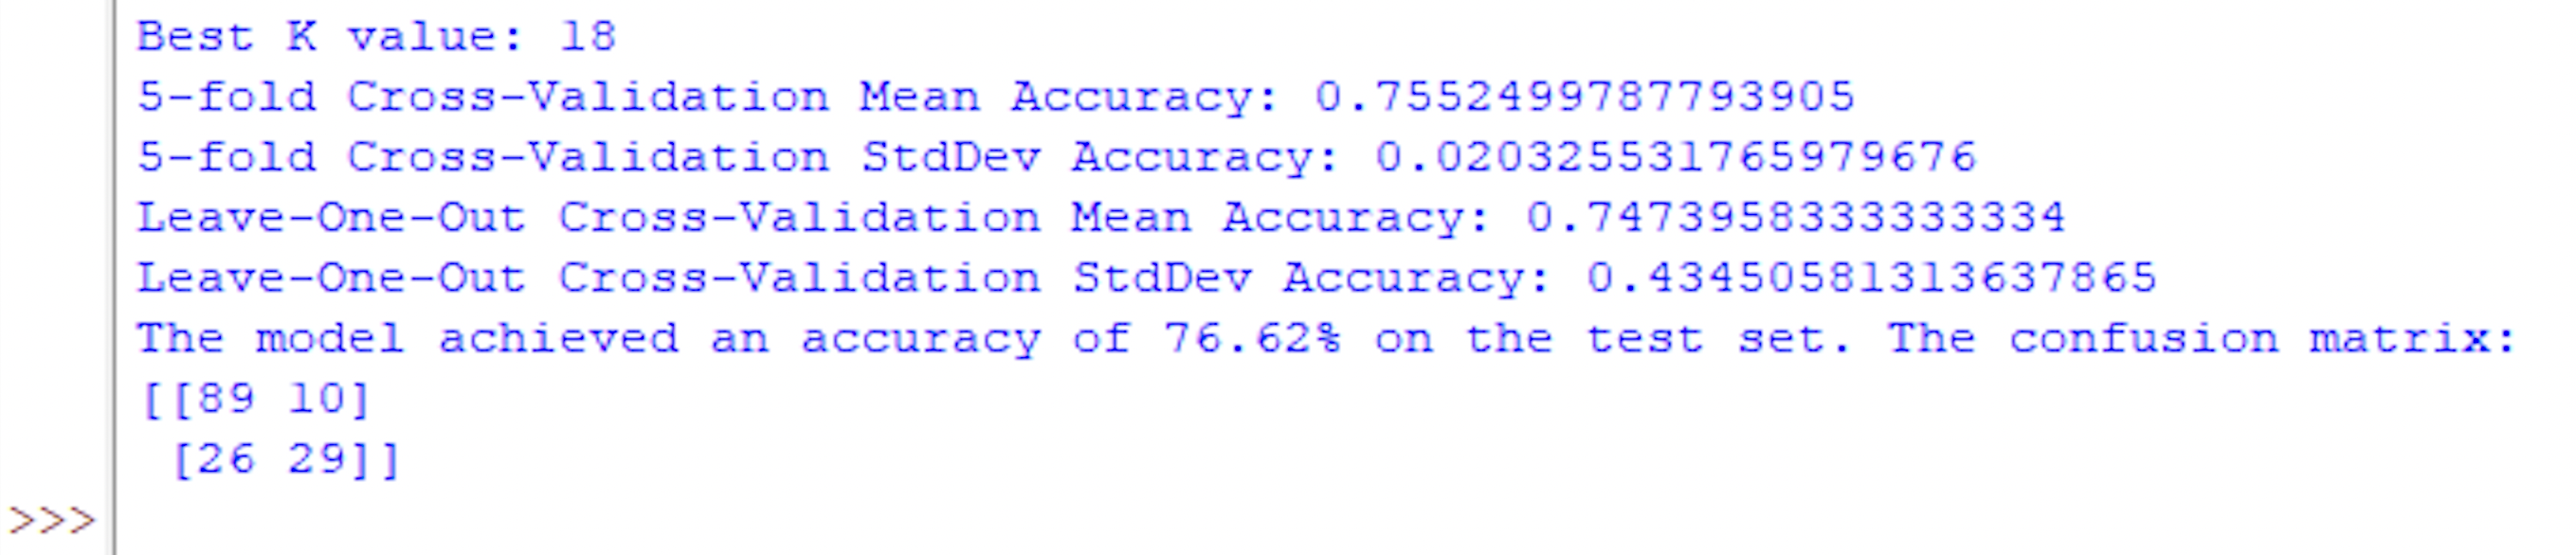 Best K value: 18
5-fold Cross-Validation Mean Accuracy: 0.7552499787793905
5-fold Cross-Validation StdDev Accuracy: 0.020325531765979676
Leave-One-Out Cross-Validation Mean Accuracy: 0.7473958333333334
Leave-One-Out Cross-Validation StdDev Accuracy: 0.43450581313637865
The model achieved an accuracy of 76.62% on the test set. The confusion matrix:
[[89 10]
 [26 29]]
>>>